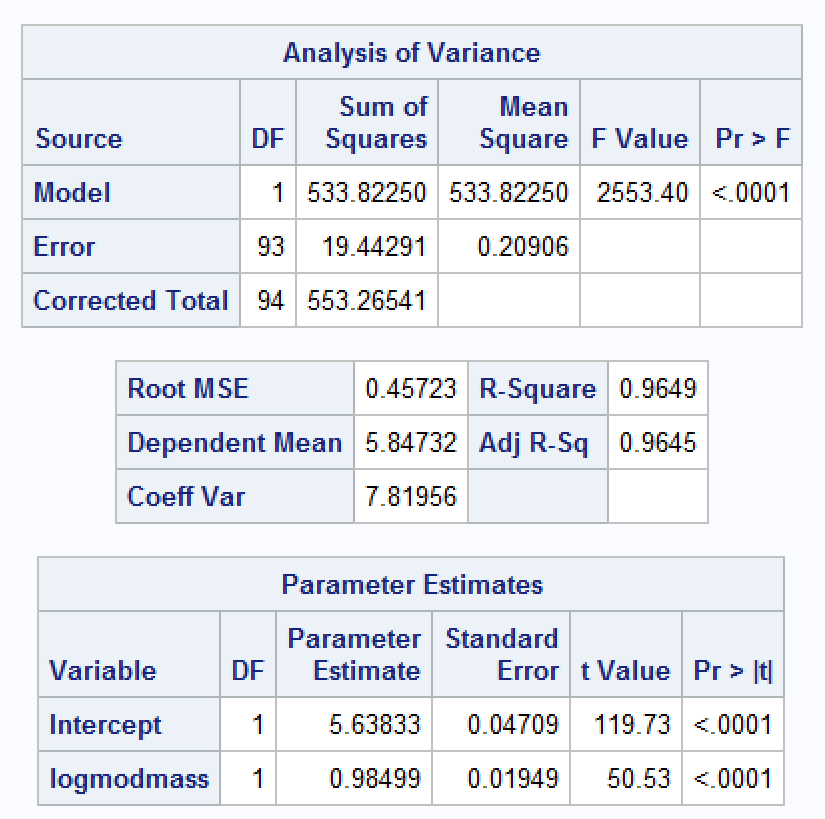 Analysis of Variance
Source DF Sum of Squares Mean Square F Value Pr > F
Model 1 533.82250 533.82250 2553.40 <.0001
Error 93 19.44291 0.20906
Corrected Total 94 553.26541
Root MSE 0.45723 R-Square 0.9649
Dependent Mean 5.84732 Adj R-Sq 0.9645
Coeff Var 7.81956
Parameter Estimates
Variable DF Parameter Estimate Standard Error t Value Pr > |t|
Intercept 1 5.63833 0.04709 119.73 <.0001
logmodmass 1 0.98499 0.01949 50.53 <.0001